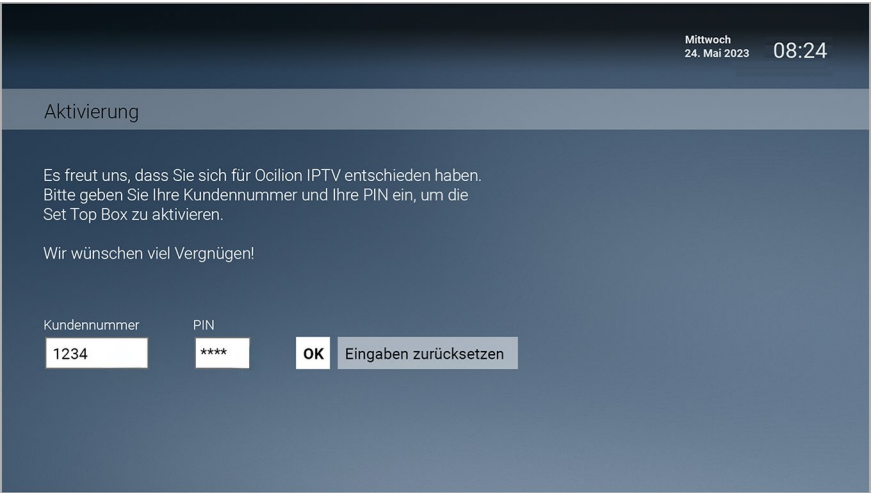 Mittwoch
24. Mai 2023
08:24
Aktivierung
Es freut uns, dass Sie sich für Ocilion IPTV entschieden haben.
Bitte geben Sie Ihre Kundennummer und Ihre PIN ein, um die
Set Top Box zu aktivieren.
Wir wünschen viel Vergnügen!
Kundennummer PIN
1234 **** OK Eingaben zurücksetzen